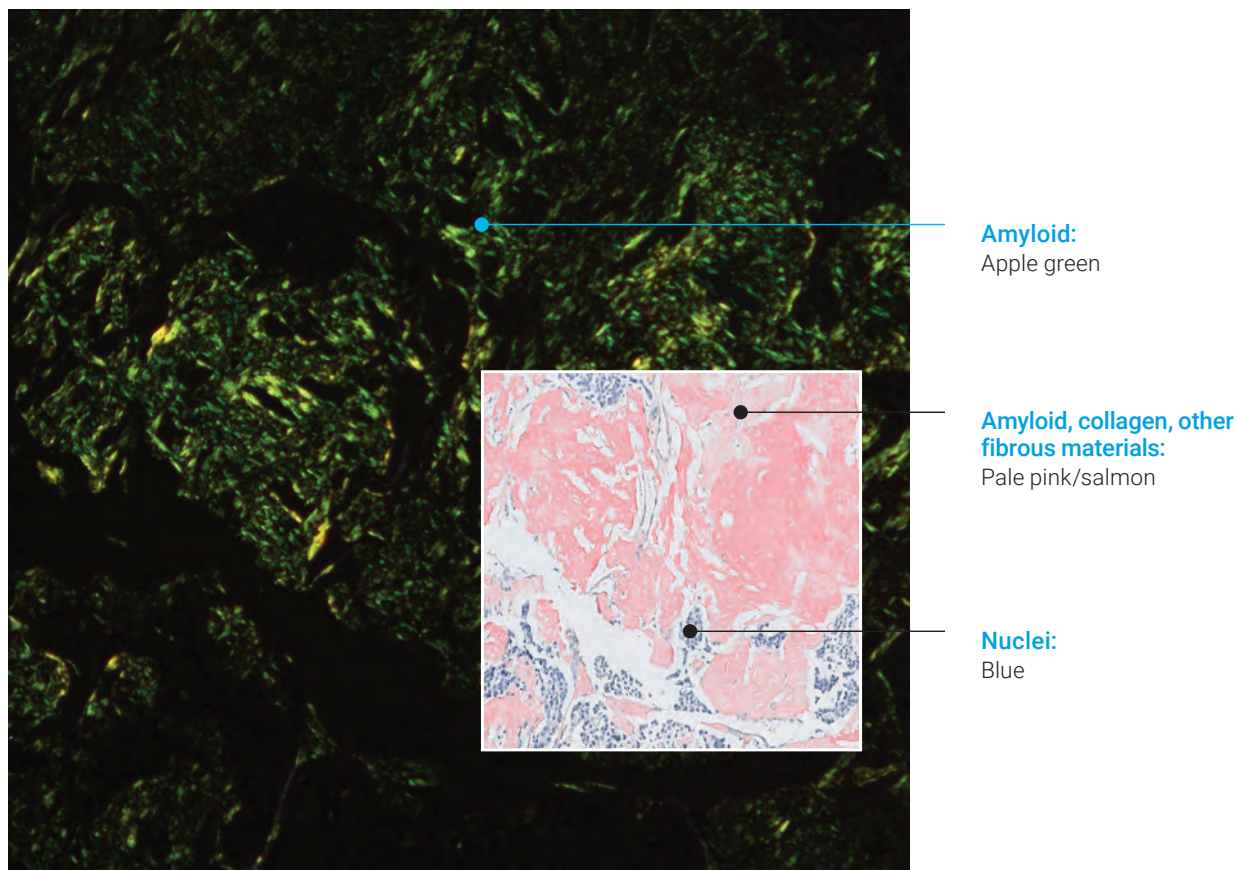 Amyloid:
Apple green
Amyloid, collagen, other
fibrous materials:
Pale pink/salmon
Nuclei:
Blue